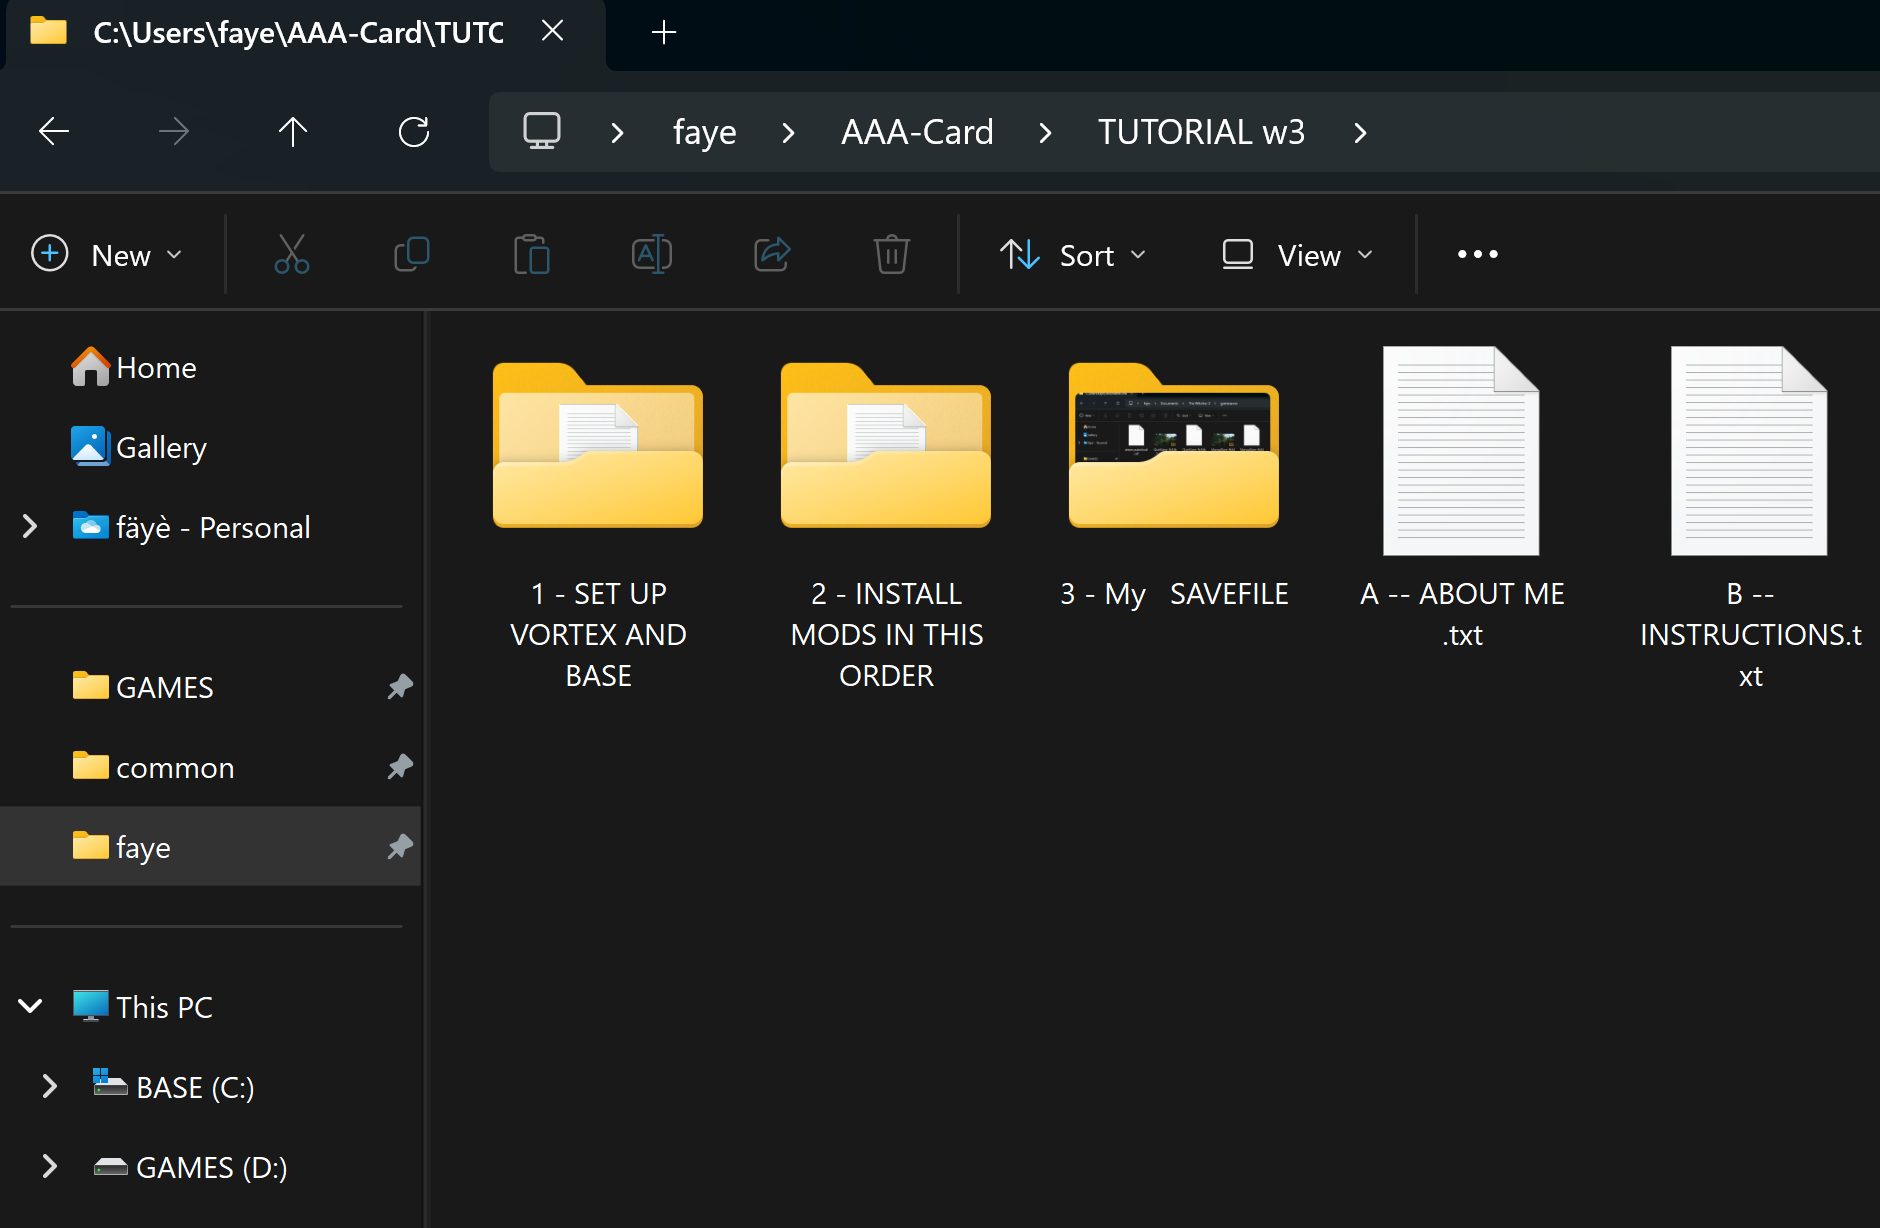 C:\Users\faye\AAA-Card\TUTC
faye
AAA-Card
TUTORIAL w3
New
Sort
View
Home
Gallery
fäyè - Personal
GAMES
common
faye
This PC
BASE (C:)
GAMES (D:)
1 - SET UP
VORTEX AND
BASE
2 - INSTALL
MODS IN THIS
ORDER
3 - My   SAVEFILE
A -- ABOUT ME
.txt
B --
INSTRUCTIONS.t
xt